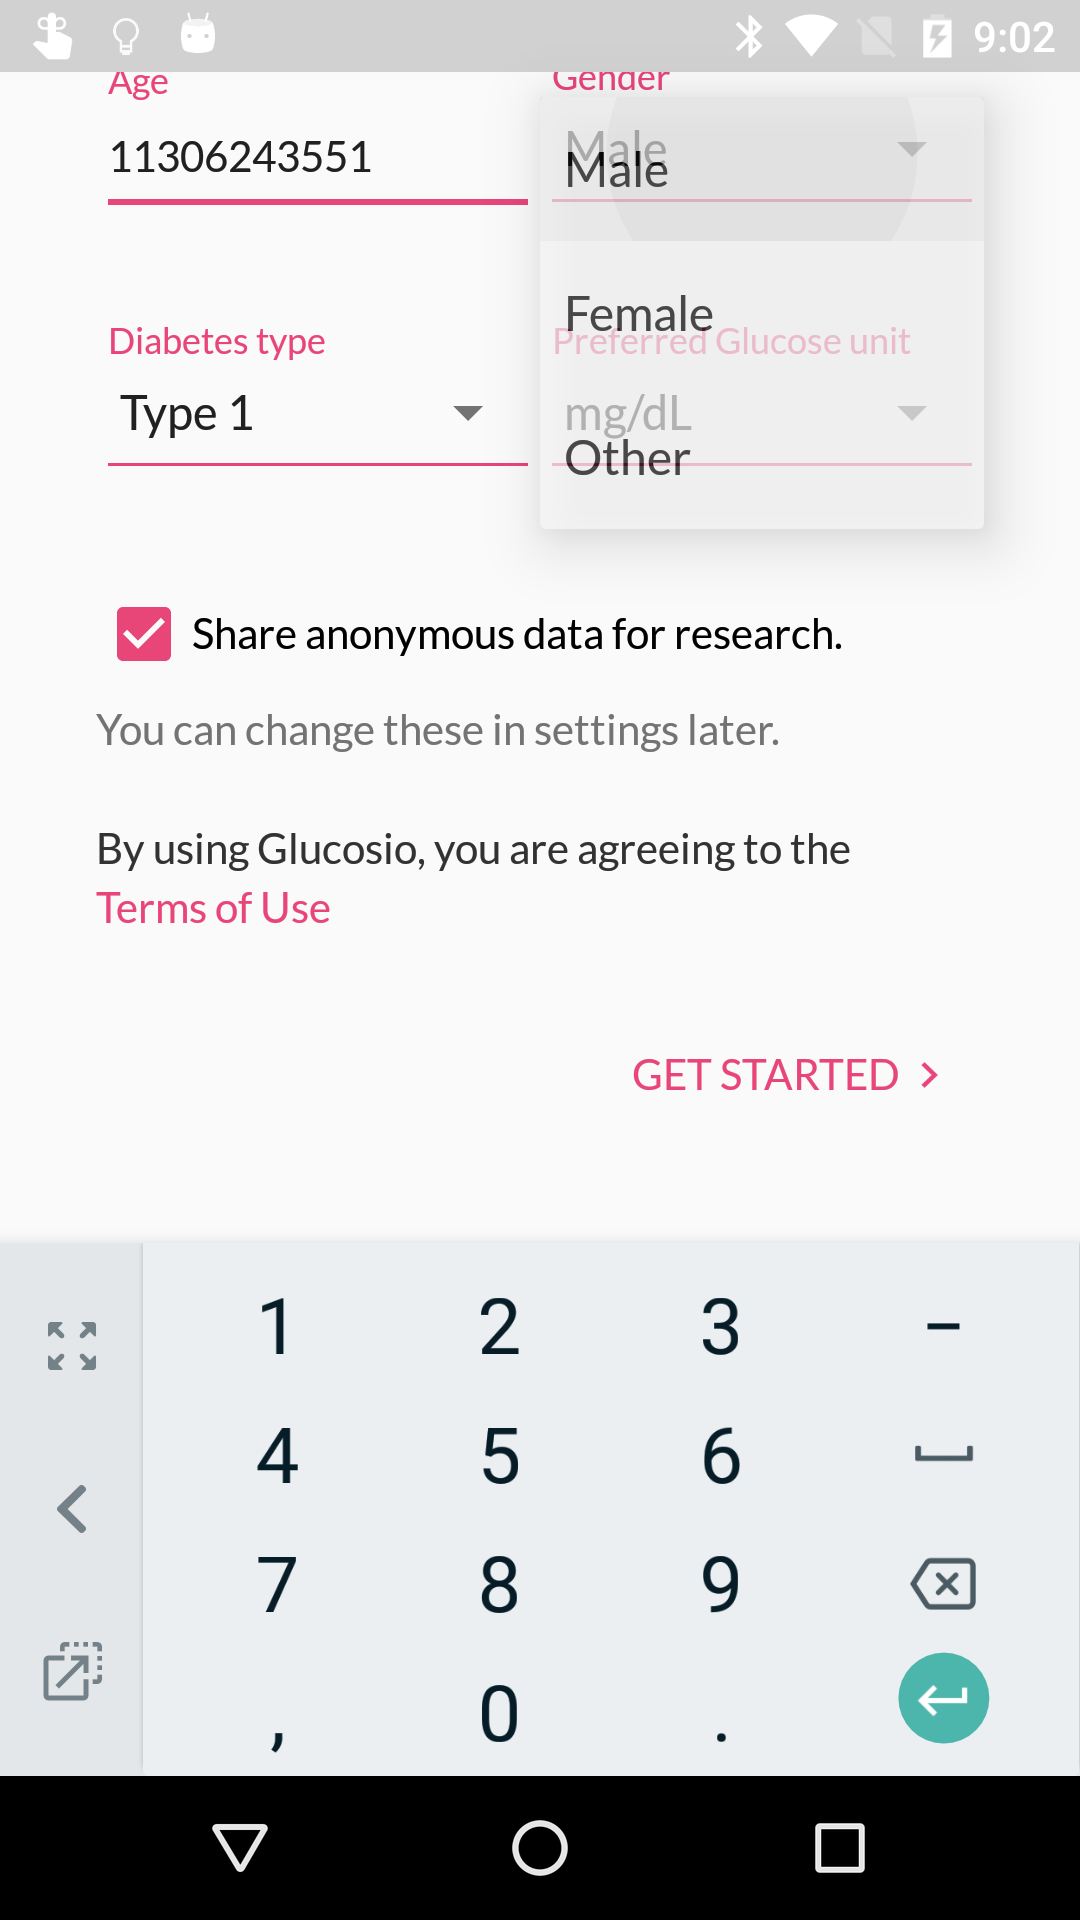 9:02
Age
Gender
11306243551
Male
Male
Female
Diabetes type
Preferred Glucose unit
Type 1
mg/dL
Other
Share anonymous data for research.
You can change these in settings later.
By using Glucosio, you are agreeing to the
Terms of Use
GET STARTED
1 2 3 –
4 5 6
7 8 9
, 0 .